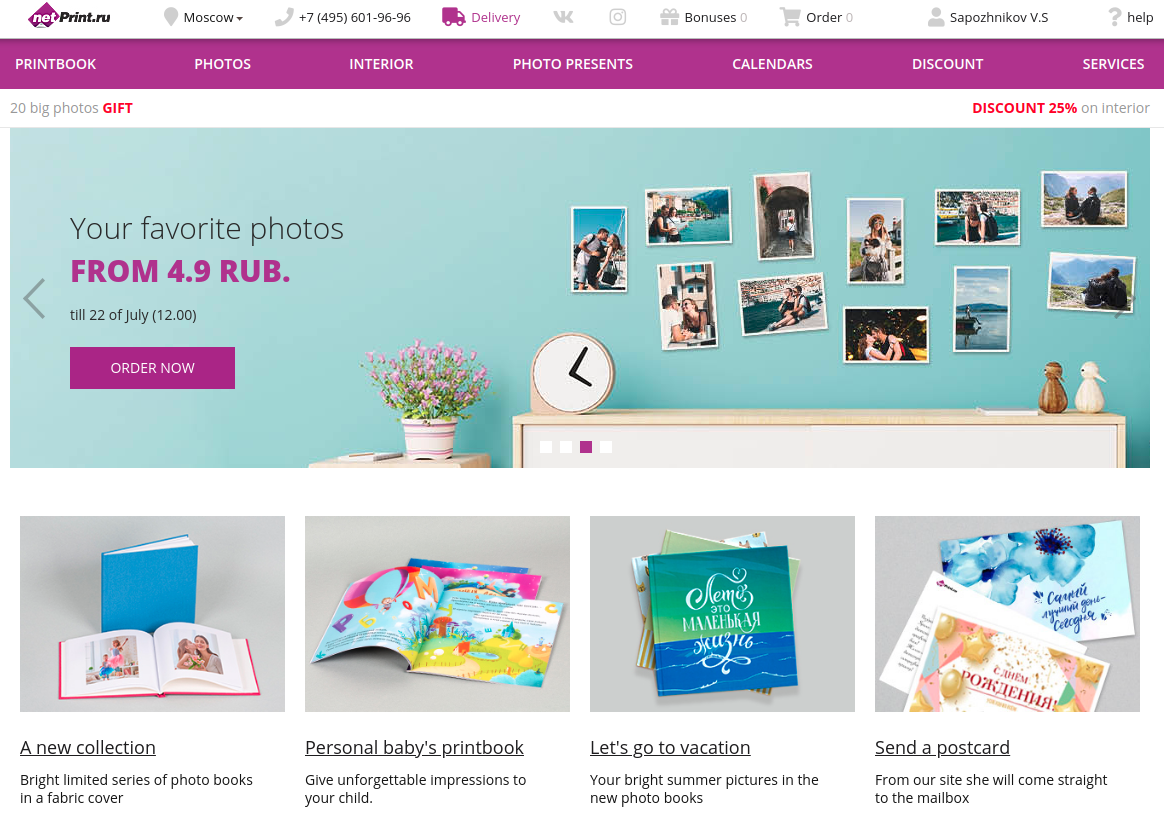 netPrint.ru
Moscow
+7 (495) 601-96-96
Delivery
Bonuses 0
Order 0
Sapozhnikov V.S
help
PRINTBOOK
PHOTOS
INTERIOR
PHOTO PRESENTS
CALENDARS
DISCOUNT
SERVICES
20 big photos GIFT
DISCOUNT 25% on interior
Your favorite photos
FROM 4.9 RUB.
till 22 of July (12.00)
ORDER NOW
Лето
это
маленькая
жизнь
Самый
лучший день-
сегодня
С ДНЁМ
РОЖДЕНИЯ!
A new collection
Bright limited series of photo books
in a fabric cover
Personal baby's printbook
Give unforgettable impressions to
your child.
Let's go to vacation
Your bright summer pictures in the
new photo books
Send a postcard
From our site she will come straight
to the mailbox